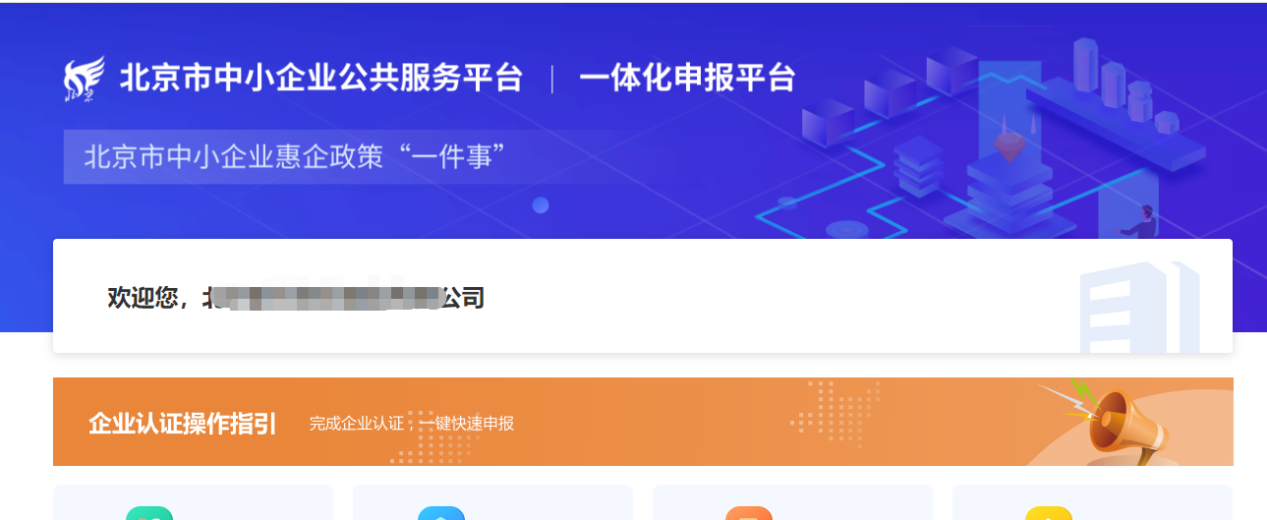 北京市中小企业公共服务平台 | 一体化申报平台
北京市中小企业惠企政策“一件事”
欢迎您，北 公司
企业认证操作指引 完成企业认证，一键快速申报